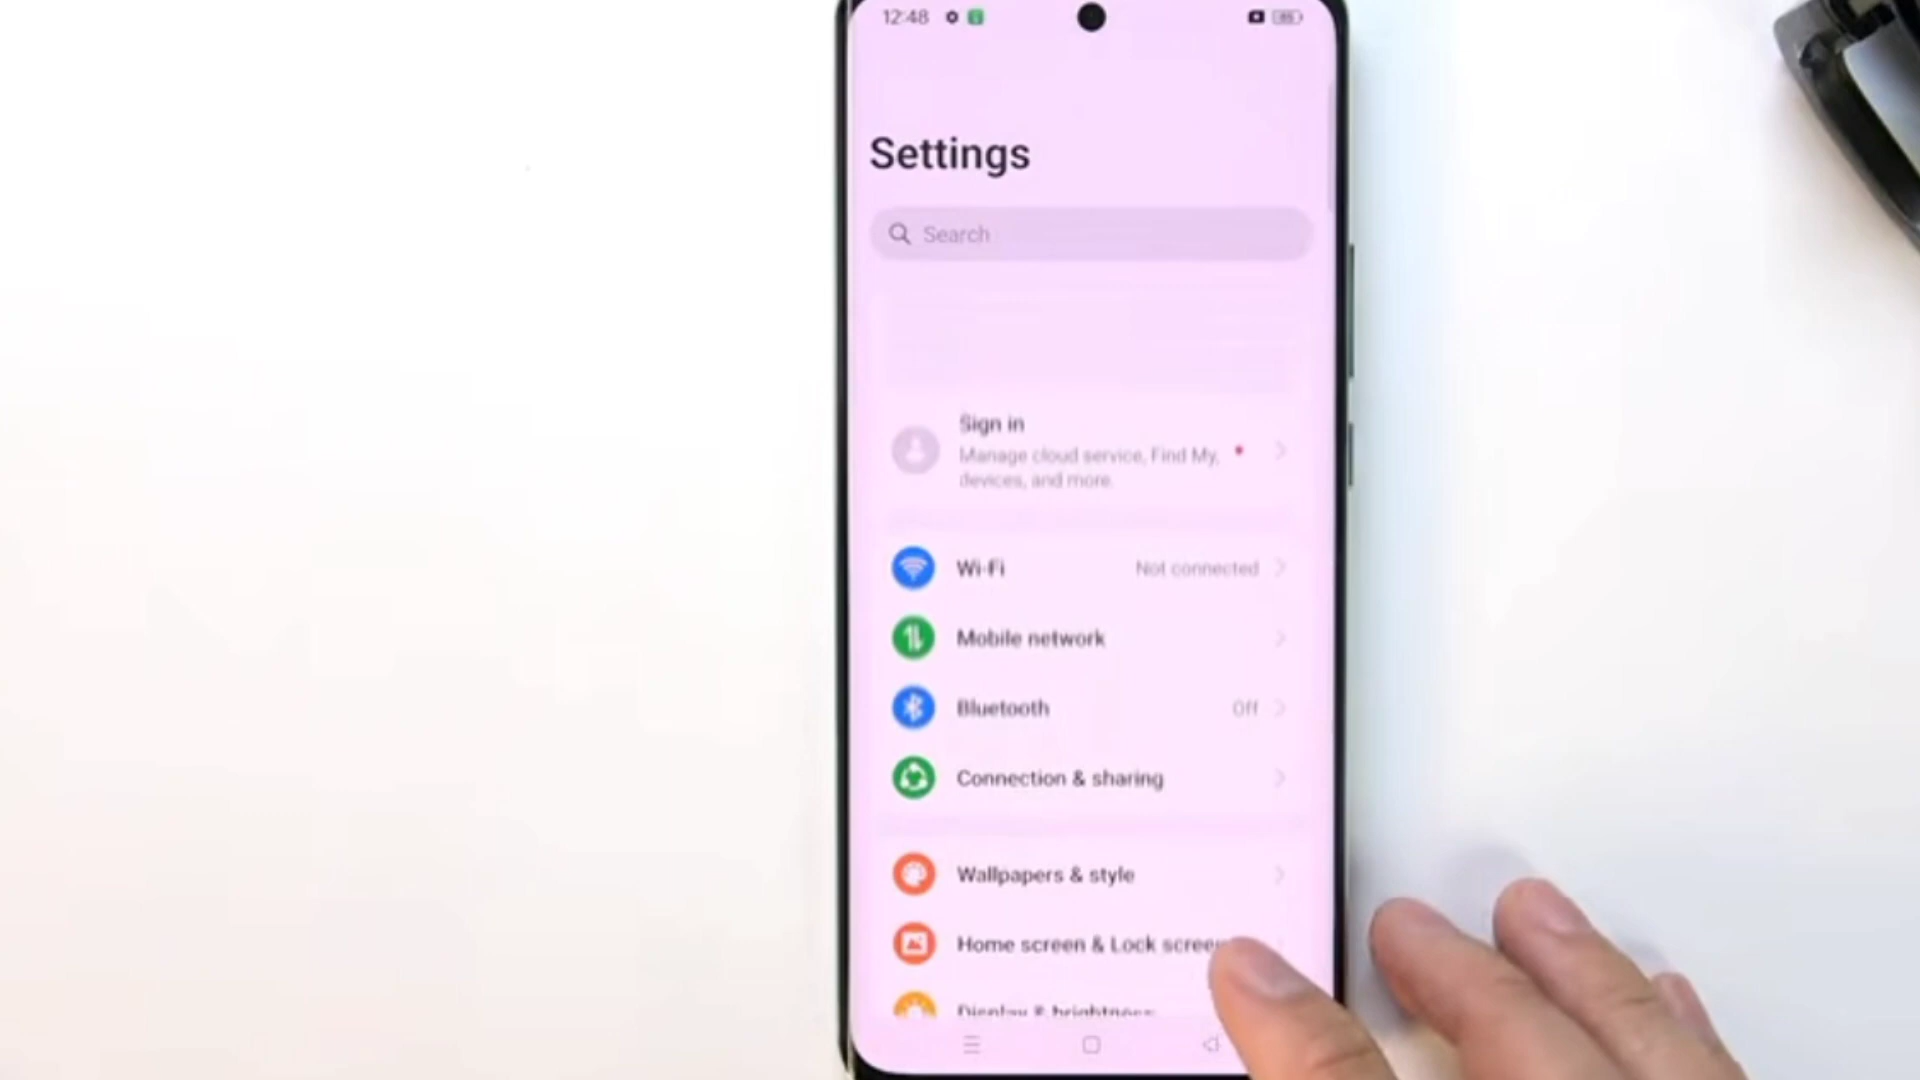 12:48
Settings
Search
Sign in
Manage cloud service, Find My,
devices, and more.
Wi-Fi
Not connected
Mobile network
Bluetooth
Off
Connection & sharing
Wallpapers & style
Home screen & Lock screen
Display & brightness